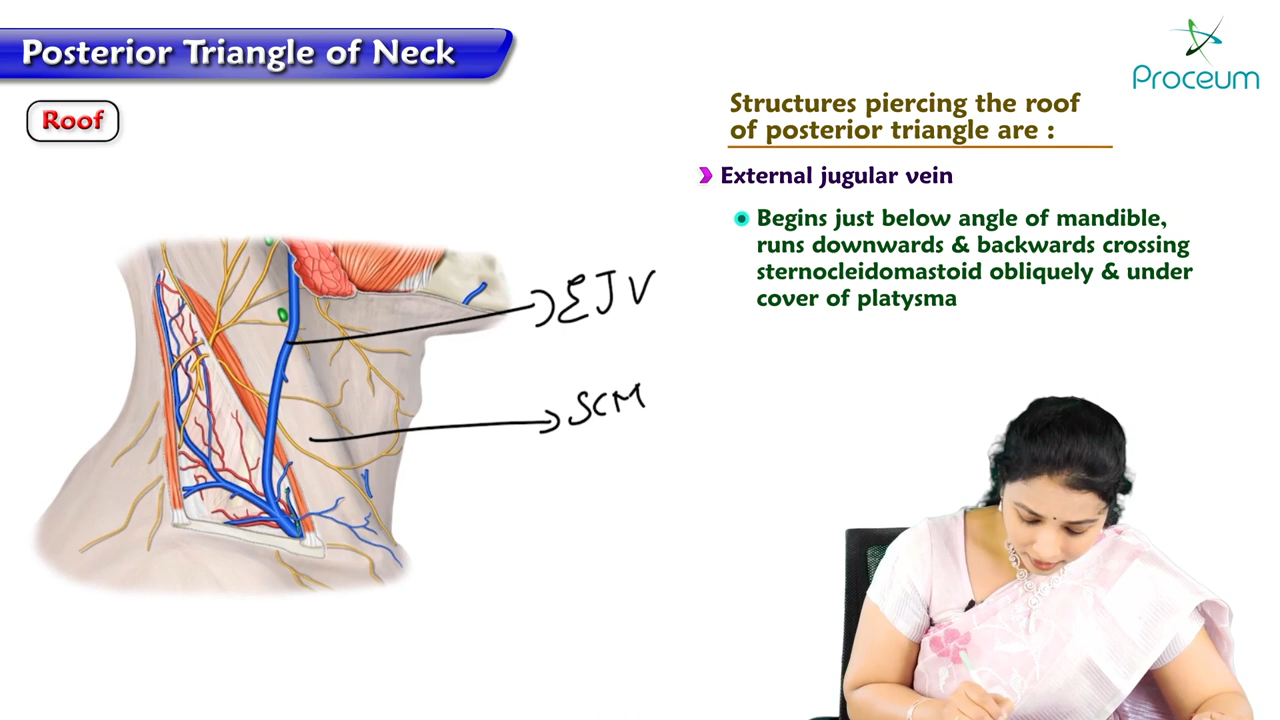 Posterior Triangle of Neck
Proceum
Roof
Structures piercing the roof
of posterior triangle are :
External jugular vein
Begins just below angle of mandible,
runs downwards & backwards crossing
sternocleidomastoid obliquely & under
cover of platysma
EJV
SCM